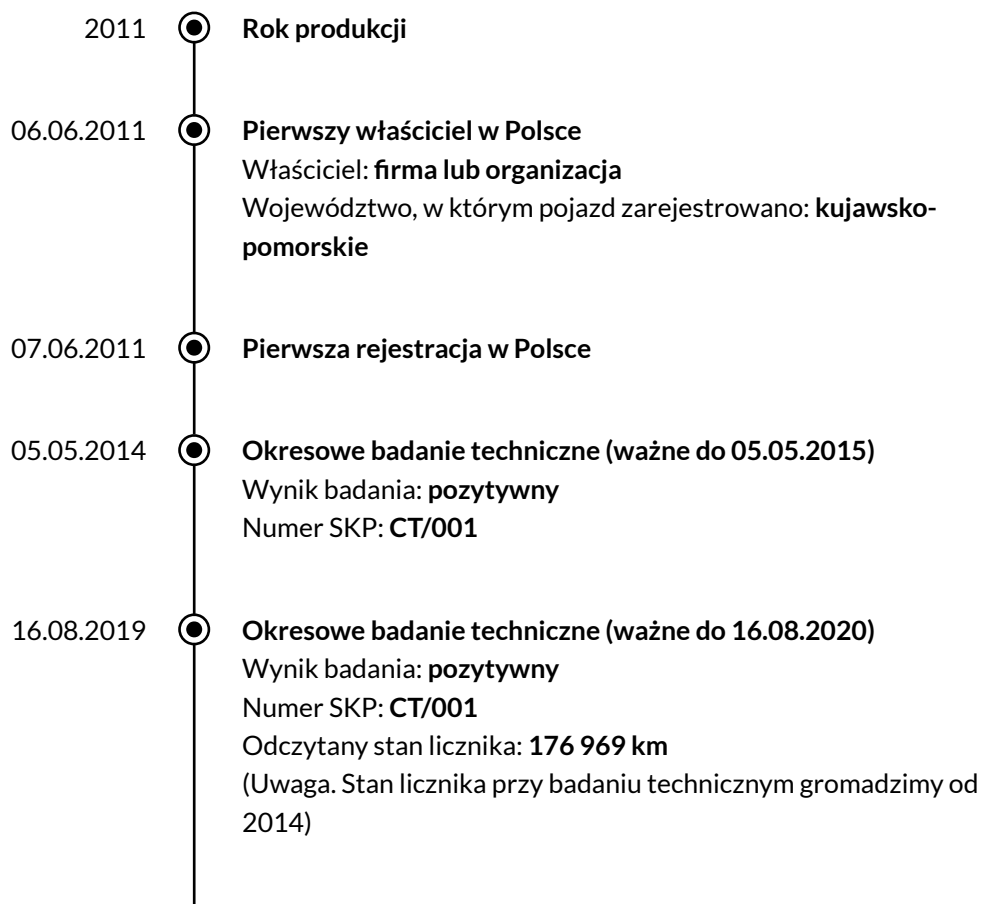 2011 Rok produkcji
06.06.2011 Pierwszy właściciel w Polsce
Właściciel: firma lub organizacja
Województwo, w którym pojazd zarejestrowano: kujawsko-
pomorskie
07.06.2011 Pierwsza rejestracja w Polsce
05.05.2014 Okresowe badanie techniczne (ważne do 05.05.2015)
Wynik badania: pozytywny
Numer SKP: CT/001
16.08.2019 Okresowe badanie techniczne (ważne do 16.08.2020)
Wynik badania: pozytywny
Numer SKP: CT/001
Odczytany stan licznika: 176 969 km
(Uwaga. Stan licznika przy badaniu technicznym gromadzimy od
2014)